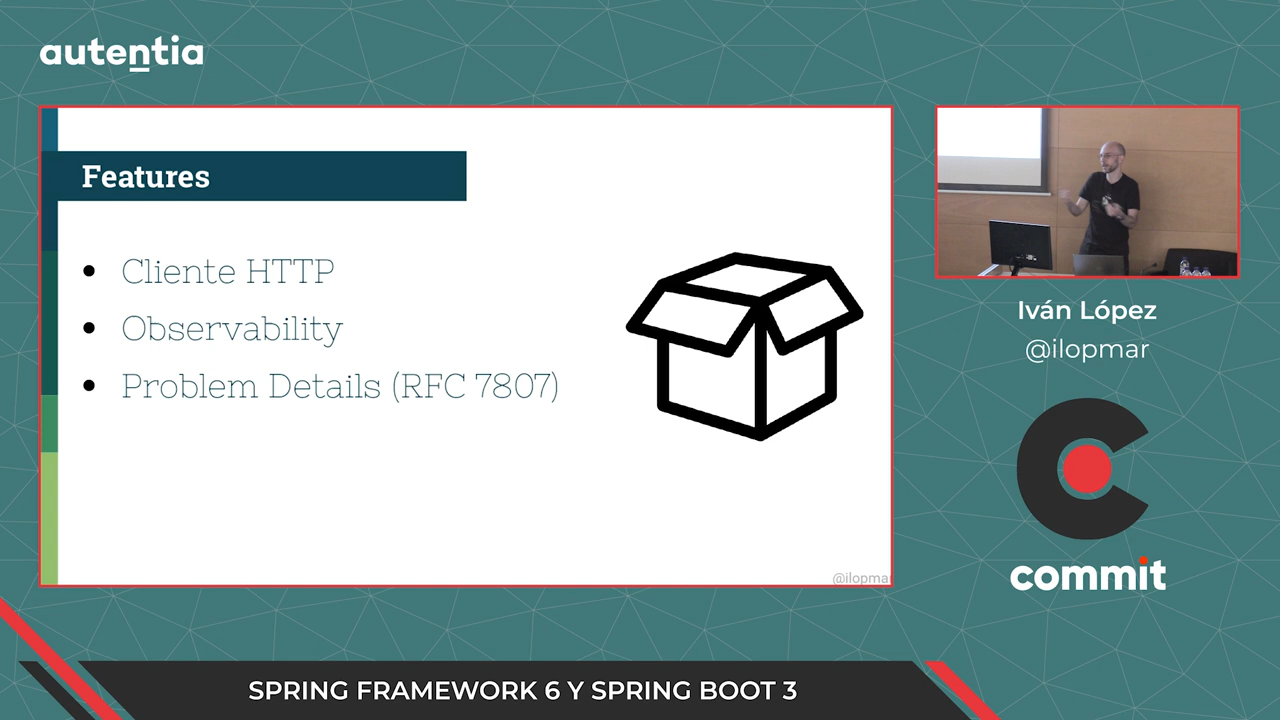 autentia
Features
Cliente HTTP
Observability
Problem Details (RFC 7807)
@ilopmar
Iván López
@ilopmar
commit
SPRING FRAMEWORK 6 Y SPRING BOOT 3